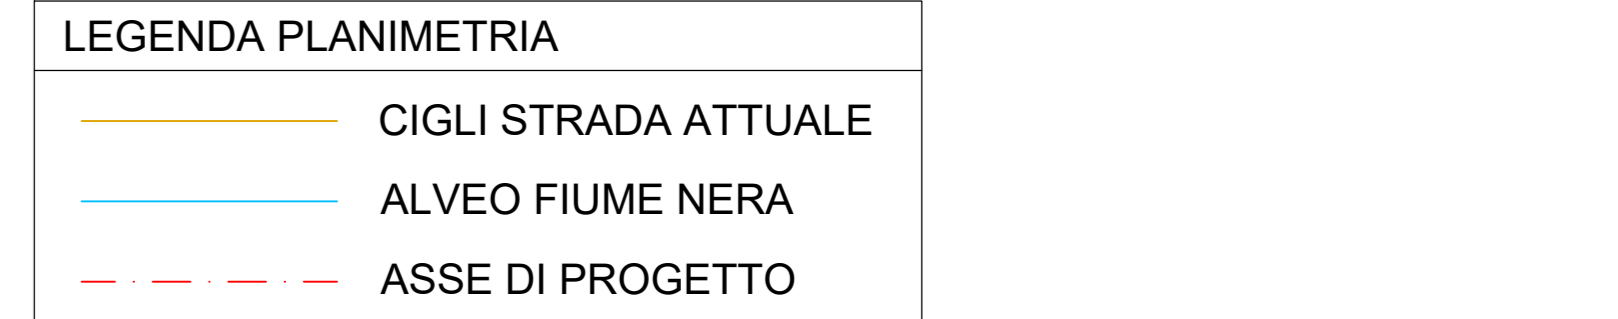 LEGENDA PLANIMETRIA
CIGLI STRADA ATTUALE
ALVEO FIUME NERA
ASSE DI PROGETTO